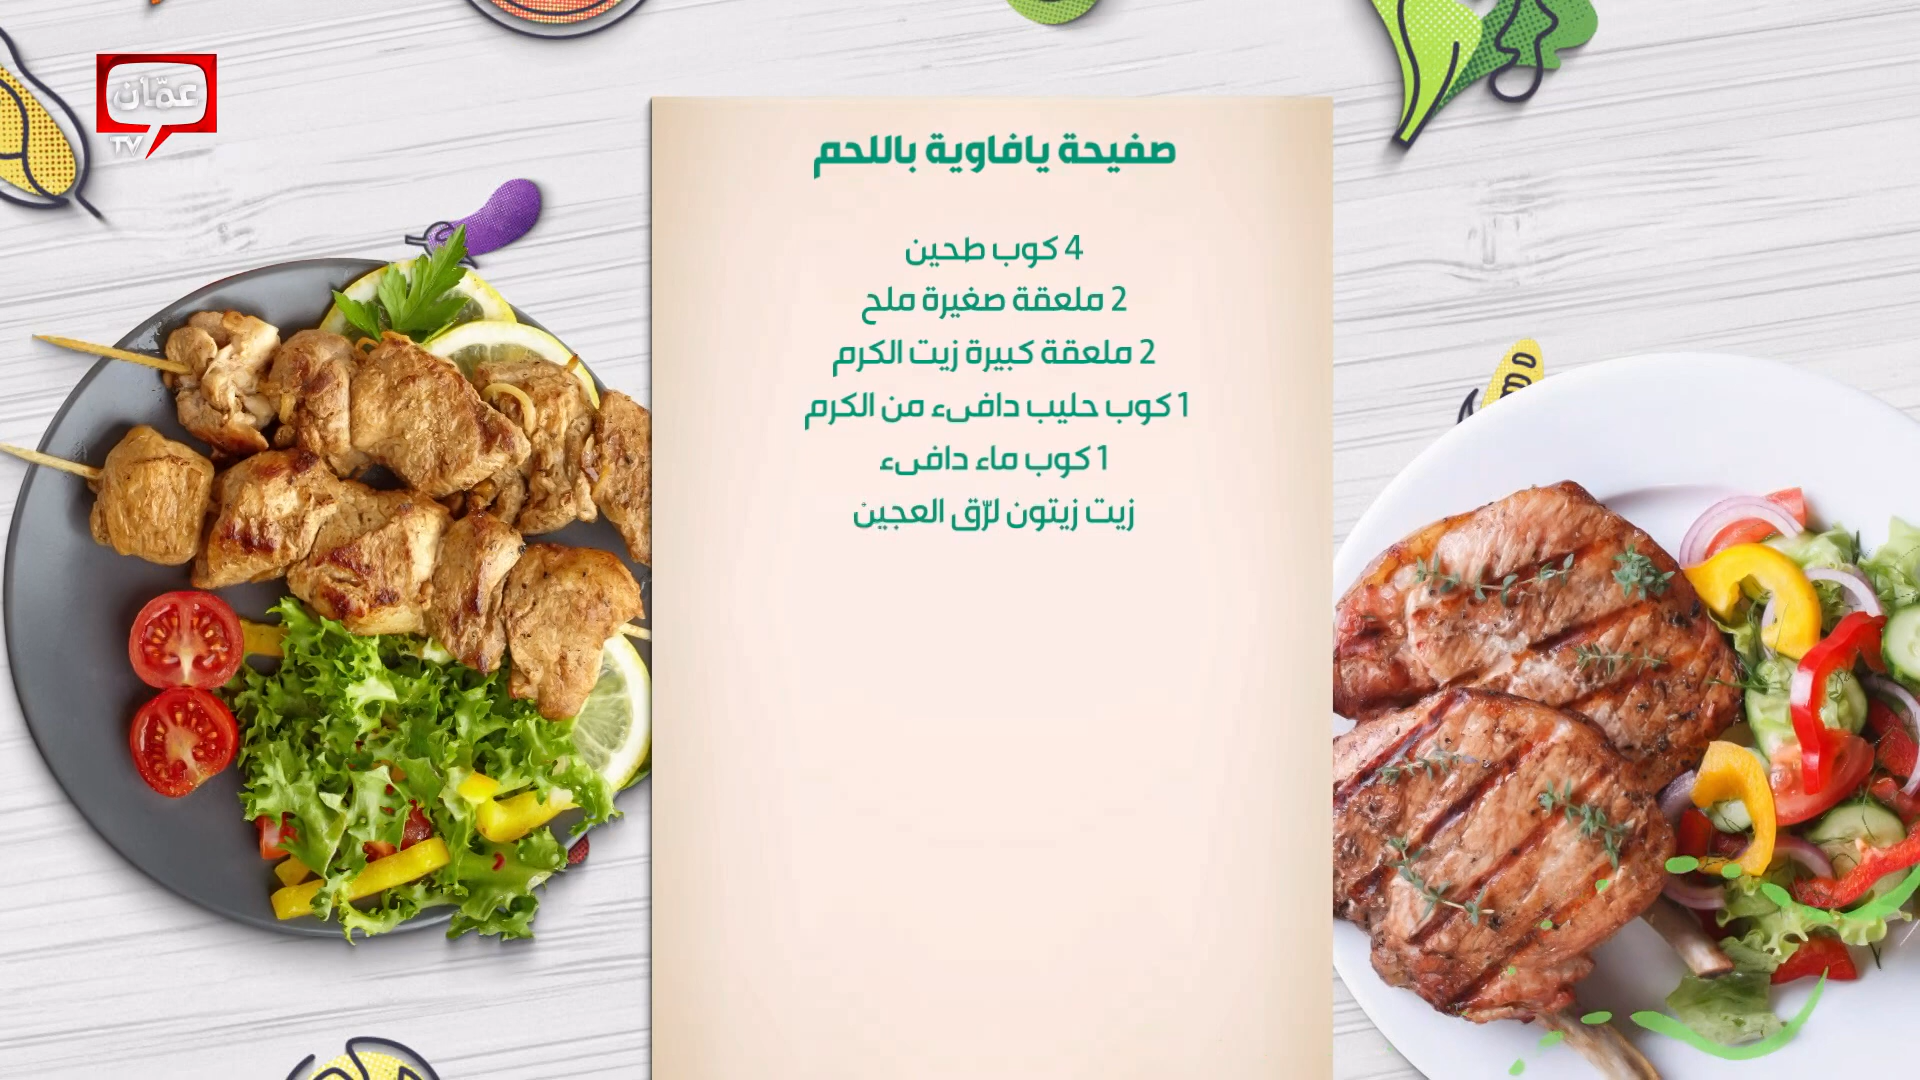 عمّان
TV
صفيحة يافاوية باللحم
4 كوب طحين
2 ملعقة صغيرة ملح
2 ملعقة كبيرة زيت الكرم
1 كوب حليب دافىء من الكرم
1 كوب ماء دافىء
زيت زيتون لرّق العجين